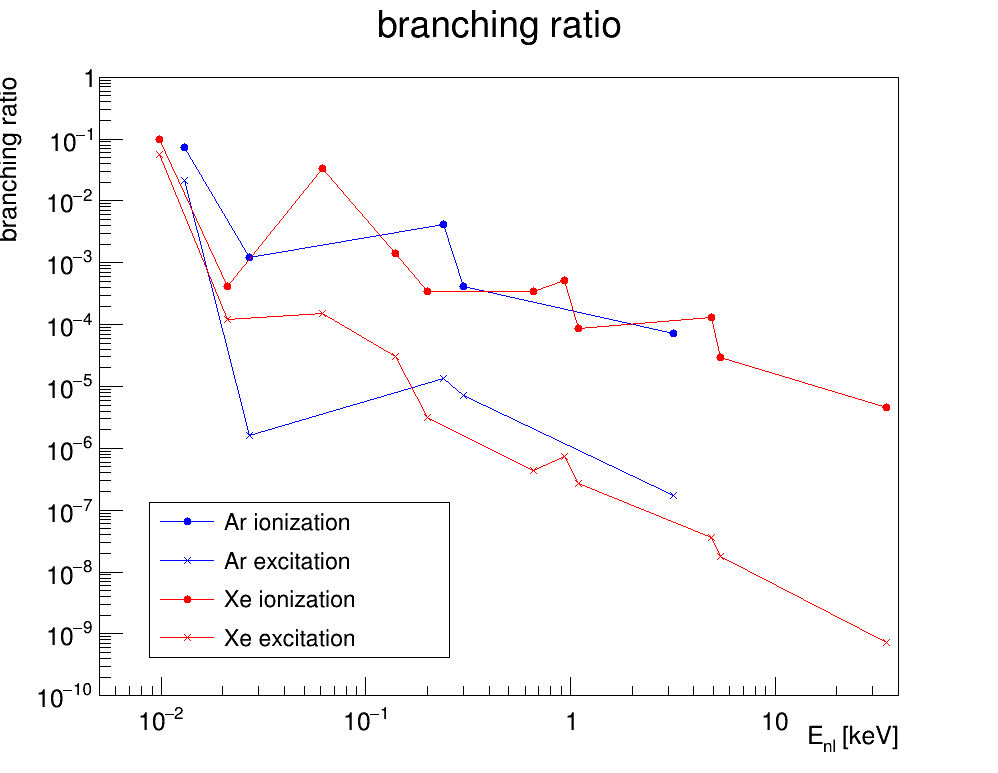 branching ratio
branching ratio
1
10⁻¹
10⁻²
10⁻³
10⁻⁴
10⁻⁵
10⁻⁶
10⁻⁷
10⁻⁸
10⁻⁹
10⁻¹⁰
Ar ionization
Ar excitation
Xe ionization
Xe excitation
10⁻² 10⁻¹ 1 10
Eₙₗ [keV]